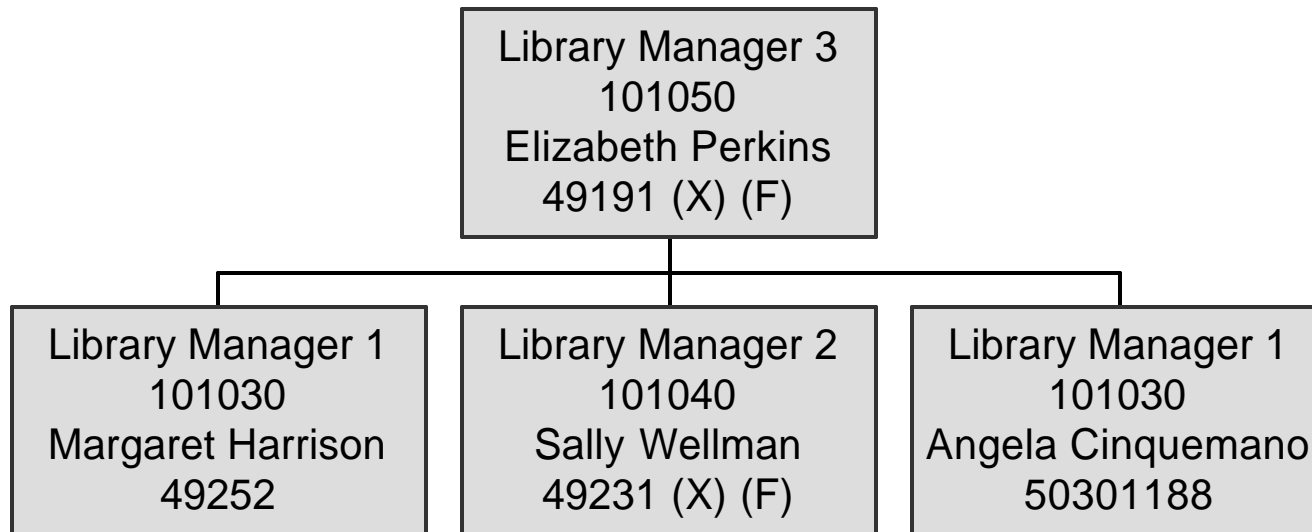 Library Manager 3
101050
Elizabeth Perkins
49191 (X) (F)
Library Manager 1
101030
Margaret Harrison
49252
Library Manager 2
101040
Sally Wellman
49231 (X) (F)
Library Manager 1
101030
Angela Cinquemano
50301188